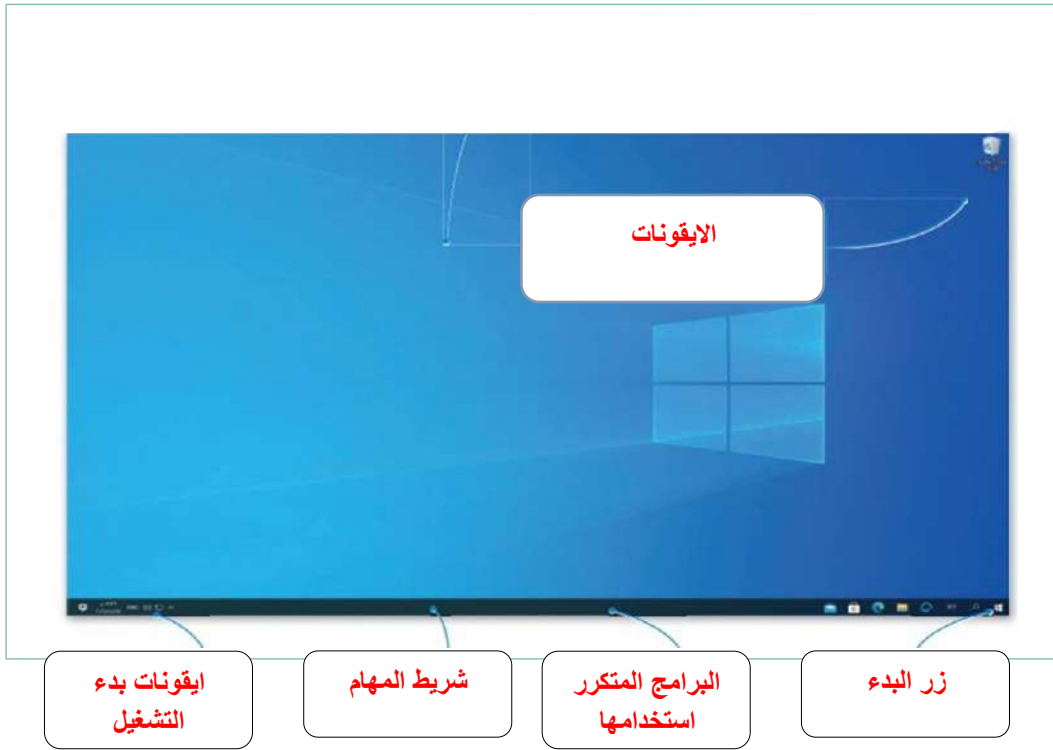 الايقونات
زر البدء
البرامج المتكرر
استخدامها
شريط المهام
ايقونات بدء
التشغيل